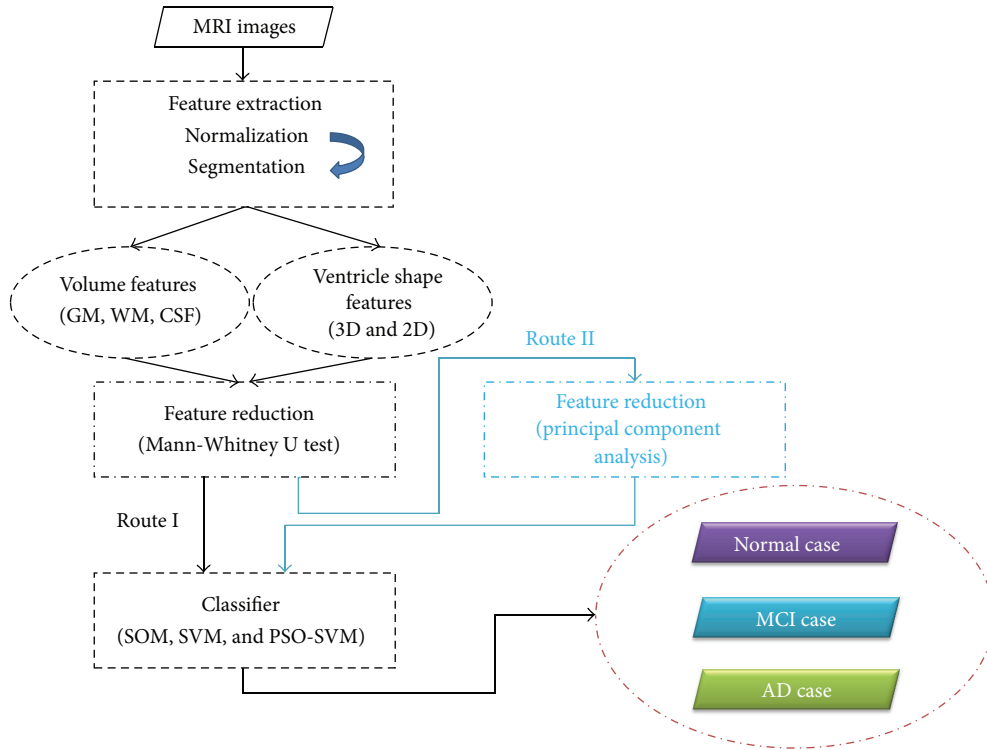 MRI images
Feature extraction
Normalization
Segmentation
Volume features
(GM, WM, CSF)
Ventricle shape
features
(3D and 2D)
Route II
Feature reduction
(Mann-Whitney U test)
Feature reduction
(principal component
analysis)
Route I
Normal case
Classifier
(SOM, SVM, and PSO-SVM)
MCI case
AD case